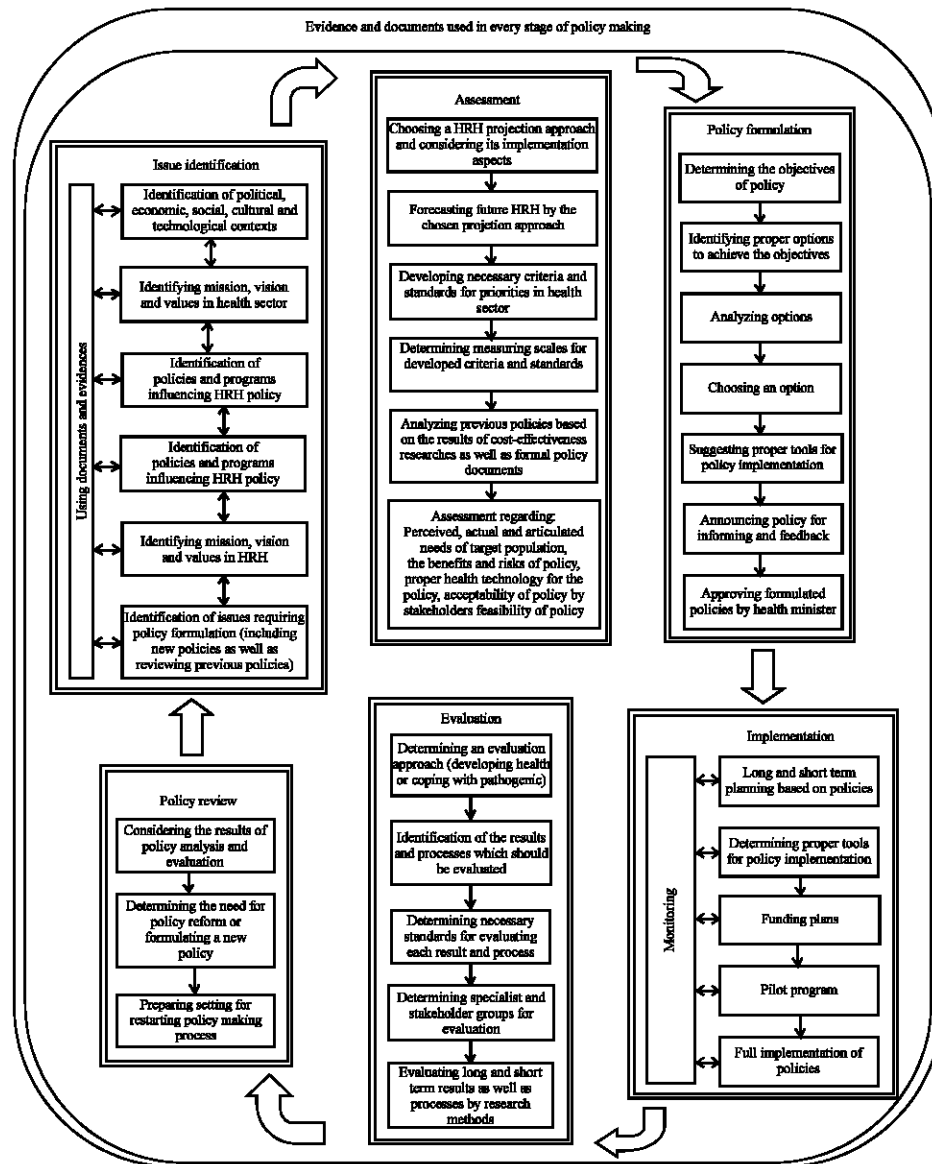 Evidence and documents used in every stage of policy making
Issue identification
Using documents and evidences
Identification of political,
economic, social, cultural and
technological contexts
Identifying mission, vision
and values in health sector
Identification of
policies and programs
influencing HRH policy
Identification of
policies and programs
influencing HRH policy
Identifying mission, vision
and values in HRH
Identification of issues requiring
policy formulation (including
new policies as well as
reviewing previous policies)
Assessment
Choosing a HRH projection approach
and considering its implementation
aspects
Forecasting future HRH by the
chosen projetion approach
Developing necessary criteria and
standards for priorities in health
sector
Determining measuring scales for
developed criteria and standards
Analyzing previous policies based
on the results of cost-effectiveness
researches as well as formal policy
documents
Assessment regarding:
Perceived, actual and articulated
needs of target population,
the benefits and risks of policy,
proper health technology for the
policy, acceptability of policy by
stakeholders feasibility of policy
Policy formulation
Determining the objectives
of policy
Identifying proper options
to achieve the objectives
Analyzing options
Choosing an option
Suggesting proper tools for
policy implementation
Announcing policy for
informing and feedback
Approving formulated
policies by health minister
Implementation
Monitoring
Long and short term
planning based on policies
Determining proper tools
for policy implementation
Funding plans
Pilot program
Full implementation of
policies
Evaluation
Determining an evaluation
approach (developing health
or coping with pathogenic)
Identification of the results
and processes which should
be evaluated
Determining necessary
standards for evaluating
each result and process
Determining specialist and
stakeholder groups for
evaluation
Evaluating long and short
term results as well as
processes by research
methods
Policy review
Considering the results of
policy analysis and
evaluation
Determining the need for
policy reform or
formulating a new
policy
Preparing setting for
restarting policy making
process